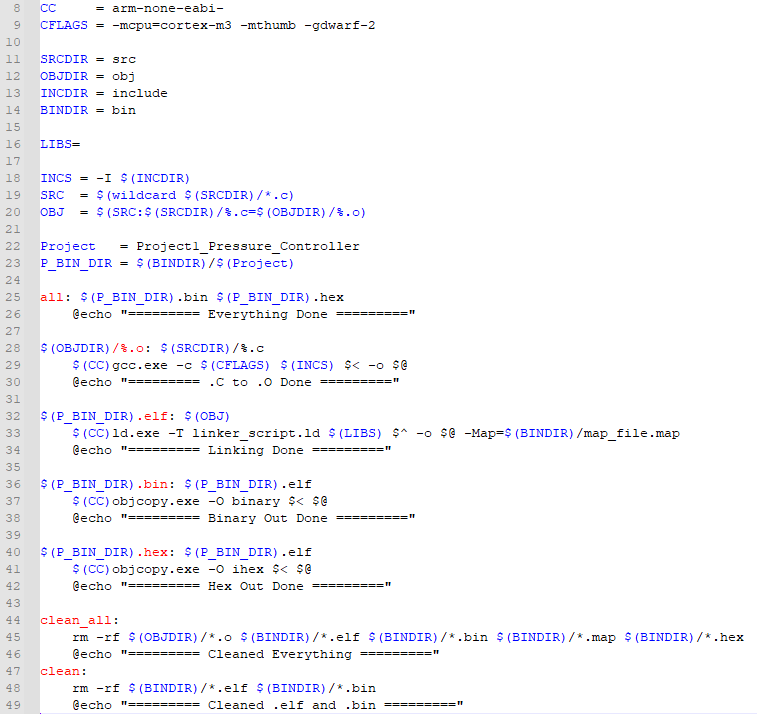 8 CC      = arm-none-eabi-
9 CFLAGS = -mcpu=cortex-m3 -mthumb -gdwarf-2
10
11 SRCDIR = src
12 OBJDIR = obj
13 INCDIR = include
14 BINDIR = bin
15
16 LIBS=
17
18 INCS = -I $(INCDIR)
19 SRC  = $(wildcard $(SRCDIR)/*.c)
20 OBJ  = $(SRC:$(SRCDIR)/%.c=$(OBJDIR)/%.o)
21
22 Project   = Project1_Pressure_Controller
23 P_BIN_DIR = $(BINDIR)/$(Project)
24
25 all: $(P_BIN_DIR).bin $(P_BIN_DIR).hex
26     @echo "========= Everything Done ========="
27
28 $(OBJDIR)/%.o: $(SRCDIR)/%.c
29     $(CC)gcc.exe -c $(CFLAGS) $(INCS) $< -o $@
30     @echo "========= .C to .O Done ========="
31
32 $(P_BIN_DIR).elf: $(OBJ)
33     $(CC)ld.exe -T linker_script.ld $(LIBS) $^ -o $@ -Map=$(BINDIR)/map_file.map
34     @echo "========= Linking Done ========="
35
36 $(P_BIN_DIR).bin: $(P_BIN_DIR).elf
37     $(CC)objcopy.exe -O binary $< $@
38     @echo "========= Binary Out Done ========="
39
40 $(P_BIN_DIR).hex: $(P_BIN_DIR).elf
41     $(CC)objcopy.exe -O ihex $< $@
42     @echo "========= Hex Out Done ========="
43
44 clean_all:
45     rm -rf $(OBJDIR)/*.o $(BINDIR)/*.elf $(BINDIR)/*.bin $(BINDIR)/*.map $(BINDIR)/*.hex
46     @echo "========= Cleaned Everything ========="
47 clean:
48     rm -rf $(BINDIR)/*.elf $(BINDIR)/*.bin
49     @echo "========= Cleaned .elf and .bin ========="